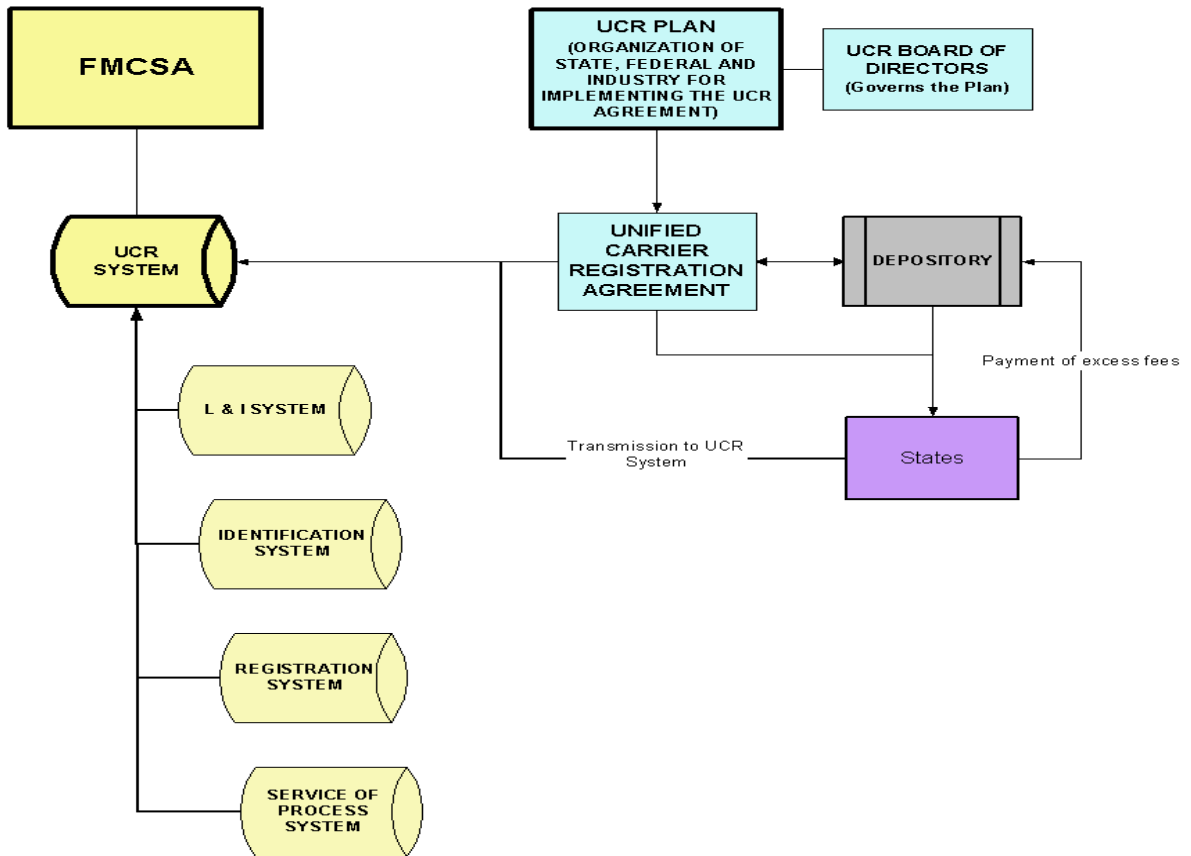 FMCSA
UCR PLAN
(ORGANIZATION OF
STATE, FEDERAL AND
INDUSTRY FOR
IMPLEMENTING THE UCR
AGREEMENT)
UCR BOARD OF
DIRECTORS
(Governs the Plan)
UCR
SYSTEM
UNIFIED
CARRIER
REGISTRATION
AGREEMENT
DEPOSITORY
Payment of excess fees
L & I SYSTEM
Transmission to UCR
System
States
IDENTIFICATION
SYSTEM
REGISTRATION
SYSTEM
SERVICE OF
PROCESS
SYSTEM